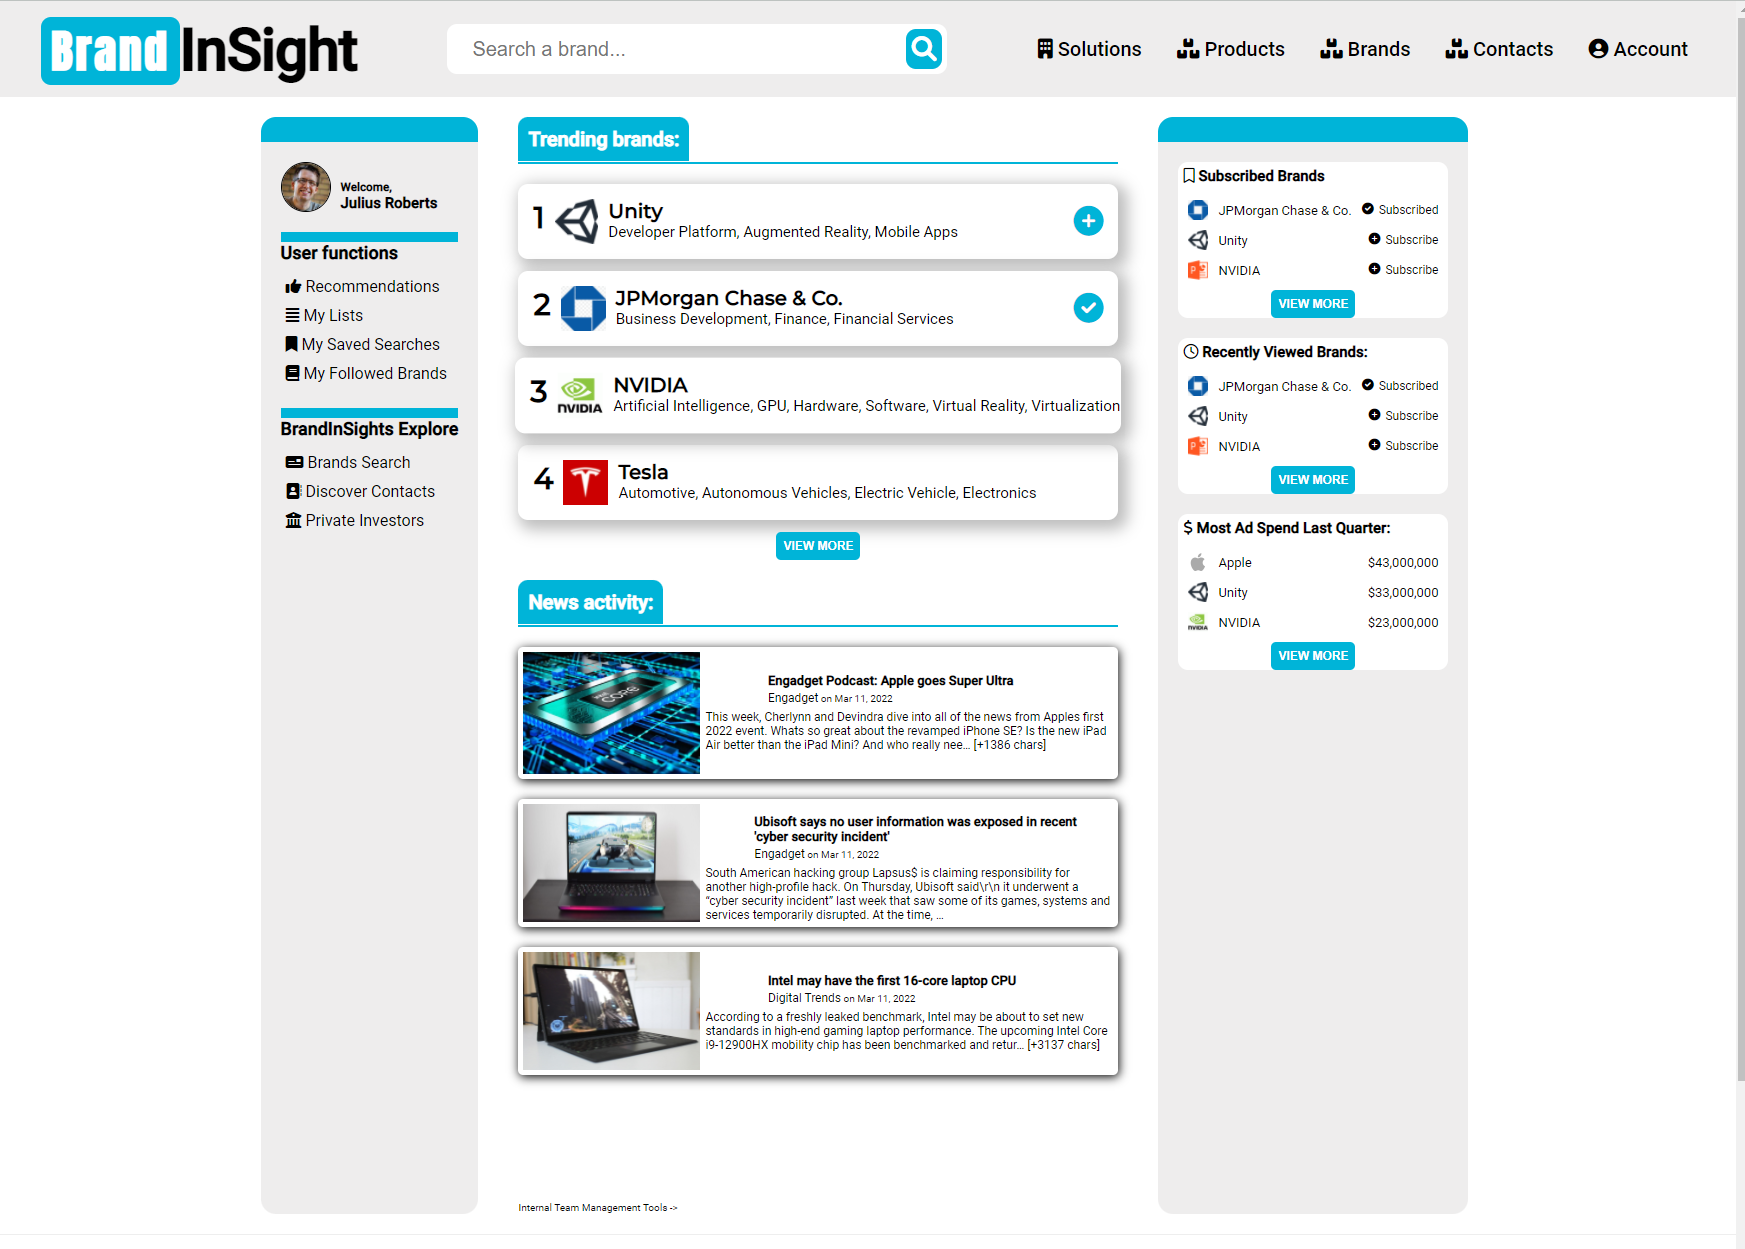 Brand InSight
Search a brand...
Solutions
Products
Brands
Contacts
Account
Welcome,
Julius Roberts
User functions
Recommendations
My Lists
My Saved Searches
My Followed Brands
BrandInSights Explore
Brands Search
Discover Contacts
Private Investors
Trending brands:
1
Unity
Developer Platform, Augmented Reality, Mobile Apps
2
JPMorgan Chase & Co.
Business Development, Finance, Financial Services
3
NVIDIA
NVIDIA
Artificial Intelligence, GPU, Hardware, Software, Virtual Reality, Virtualization
4
Tesla
Automotive, Autonomous Vehicles, Electric Vehicle, Electronics
VIEW MORE
News activity:
CORE
Engadget Podcast: Apple goes Super Ultra
Engadget on Mar 11, 2022
This week, Cherlynn and Devindra dive into all of the news from Apples first
2022 event. Whats so great about the revamped iPhone SE? Is the new iPad
Air better than the iPad Mini? And who really nee… [+1386 chars]
Ubisoft says no user information was exposed in recent
'cyber security incident'
Engadget on Mar 11, 2022
South American hacking group Lapsus$ is claiming responsibility for
another high-profile hack. On Thursday, Ubisoft said\r\n it underwent a
“cyber security incident” last week that saw some of its games, systems and
services temporarily disrupted. At the time, …
Intel may have the first 16-core laptop CPU
Digital Trends on Mar 11, 2022
According to a freshly leaked benchmark, Intel may be about to set new
standards in high-end gaming laptop performance. The upcoming Intel Core
i9-12900HX mobility chip has been benchmarked and retur… [+3137 chars]
Internal Team Management Tools ->
Subscribed Brands
JPMorgan Chase & Co. Subscribed
Unity Subscribe
NVIDIA Subscribe
VIEW MORE
Recently Viewed Brands:
JPMorgan Chase & Co. Subscribed
Unity Subscribe
NVIDIA Subscribe
VIEW MORE
$ Most Ad Spend Last Quarter:
Apple $43,000,000
Unity $33,000,000
NVIDIA $23,000,000
VIEW MORE